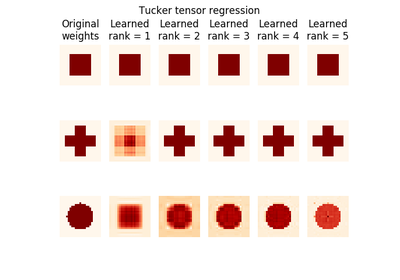 Tucker tensor regression
Original weights
Learned rank = 1
Learned rank = 2
Learned rank = 3
Learned rank = 4
Learned rank = 5